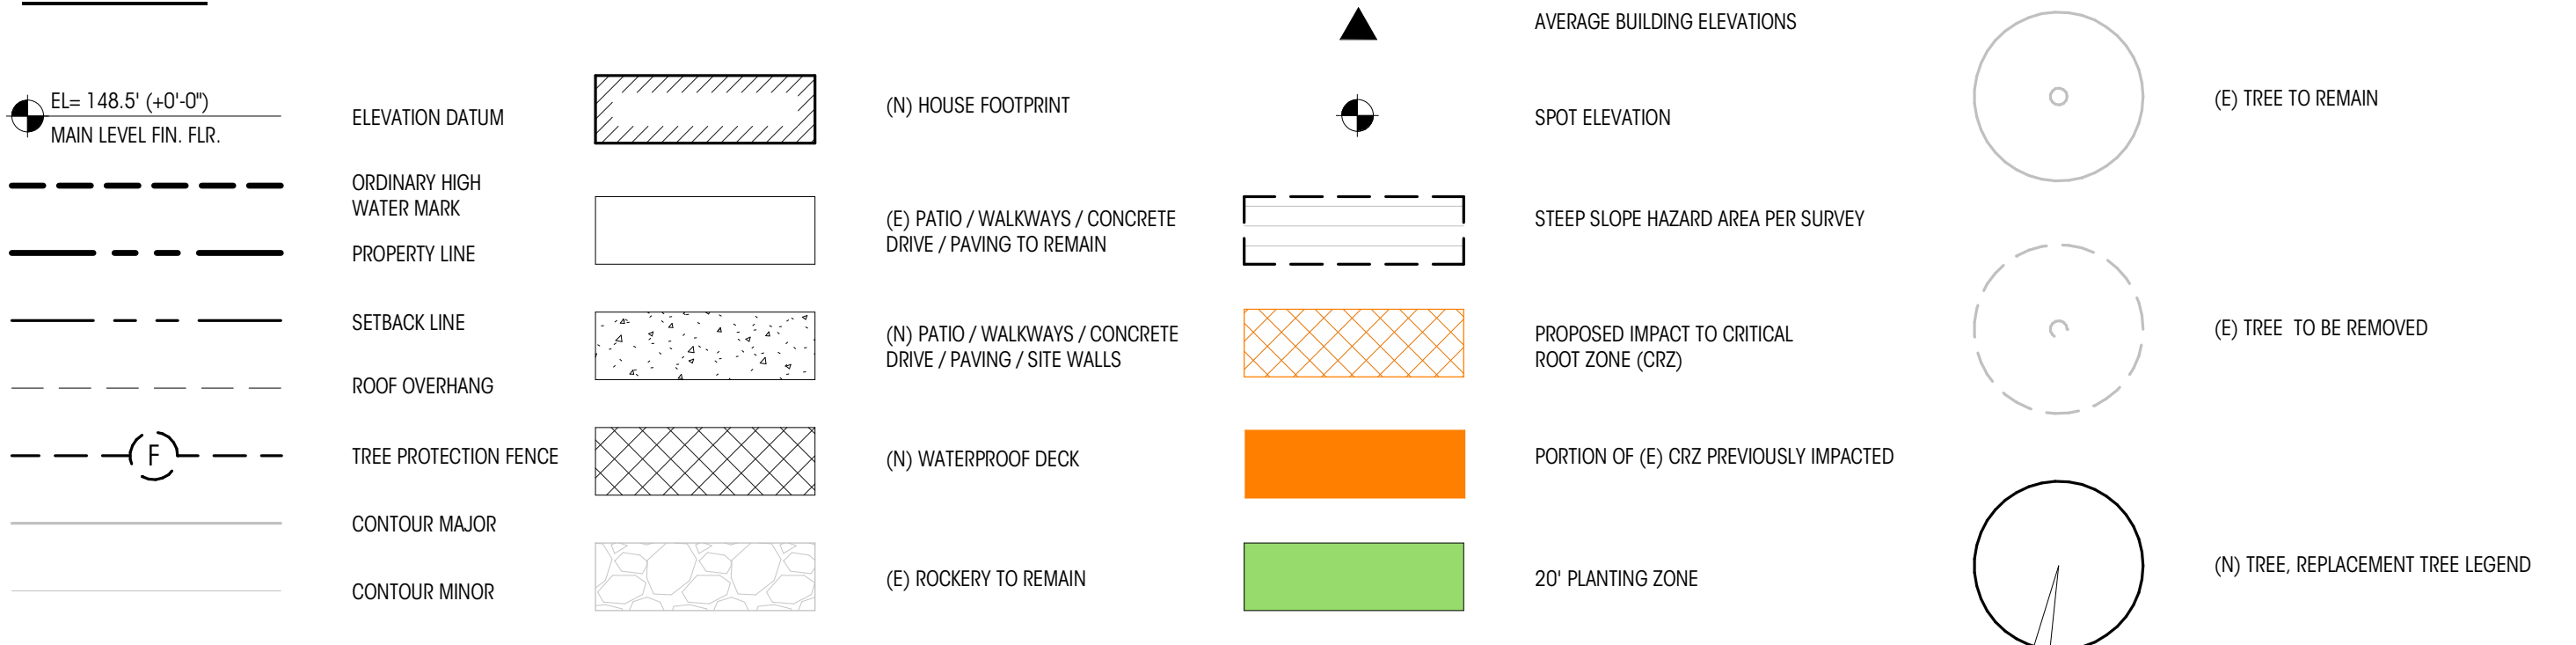 EL= 148.5' (+0'-0")
MAIN LEVEL FIN. FLR.
ELEVATION DATUM
ORDINARY HIGH
WATER MARK
PROPERTY LINE
SETBACK LINE
ROOF OVERHANG
F
TREE PROTECTION FENCE
CONTOUR MAJOR
CONTOUR MINOR
(N) HOUSE FOOTPRINT
(E) PATIO / WALKWAYS / CONCRETE
DRIVE / PAVING TO REMAIN
(N) PATIO / WALKWAYS / CONCRETE
DRIVE / PAVING / SITE WALLS
(N) WATERPROOF DECK
(E) ROCKERY TO REMAIN
AVERAGE BUILDING ELEVATIONS
SPOT ELEVATION
STEEP SLOPE HAZARD AREA PER SURVEY
PROPOSED IMPACT TO CRITICAL
ROOT ZONE (CRZ)
PORTION OF (E) CRZ PREVIOUSLY IMPACTED
20' PLANTING ZONE
(E) TREE TO REMAIN
(E) TREE  TO BE REMOVED
(N) TREE, REPLACEMENT TREE LEGEND